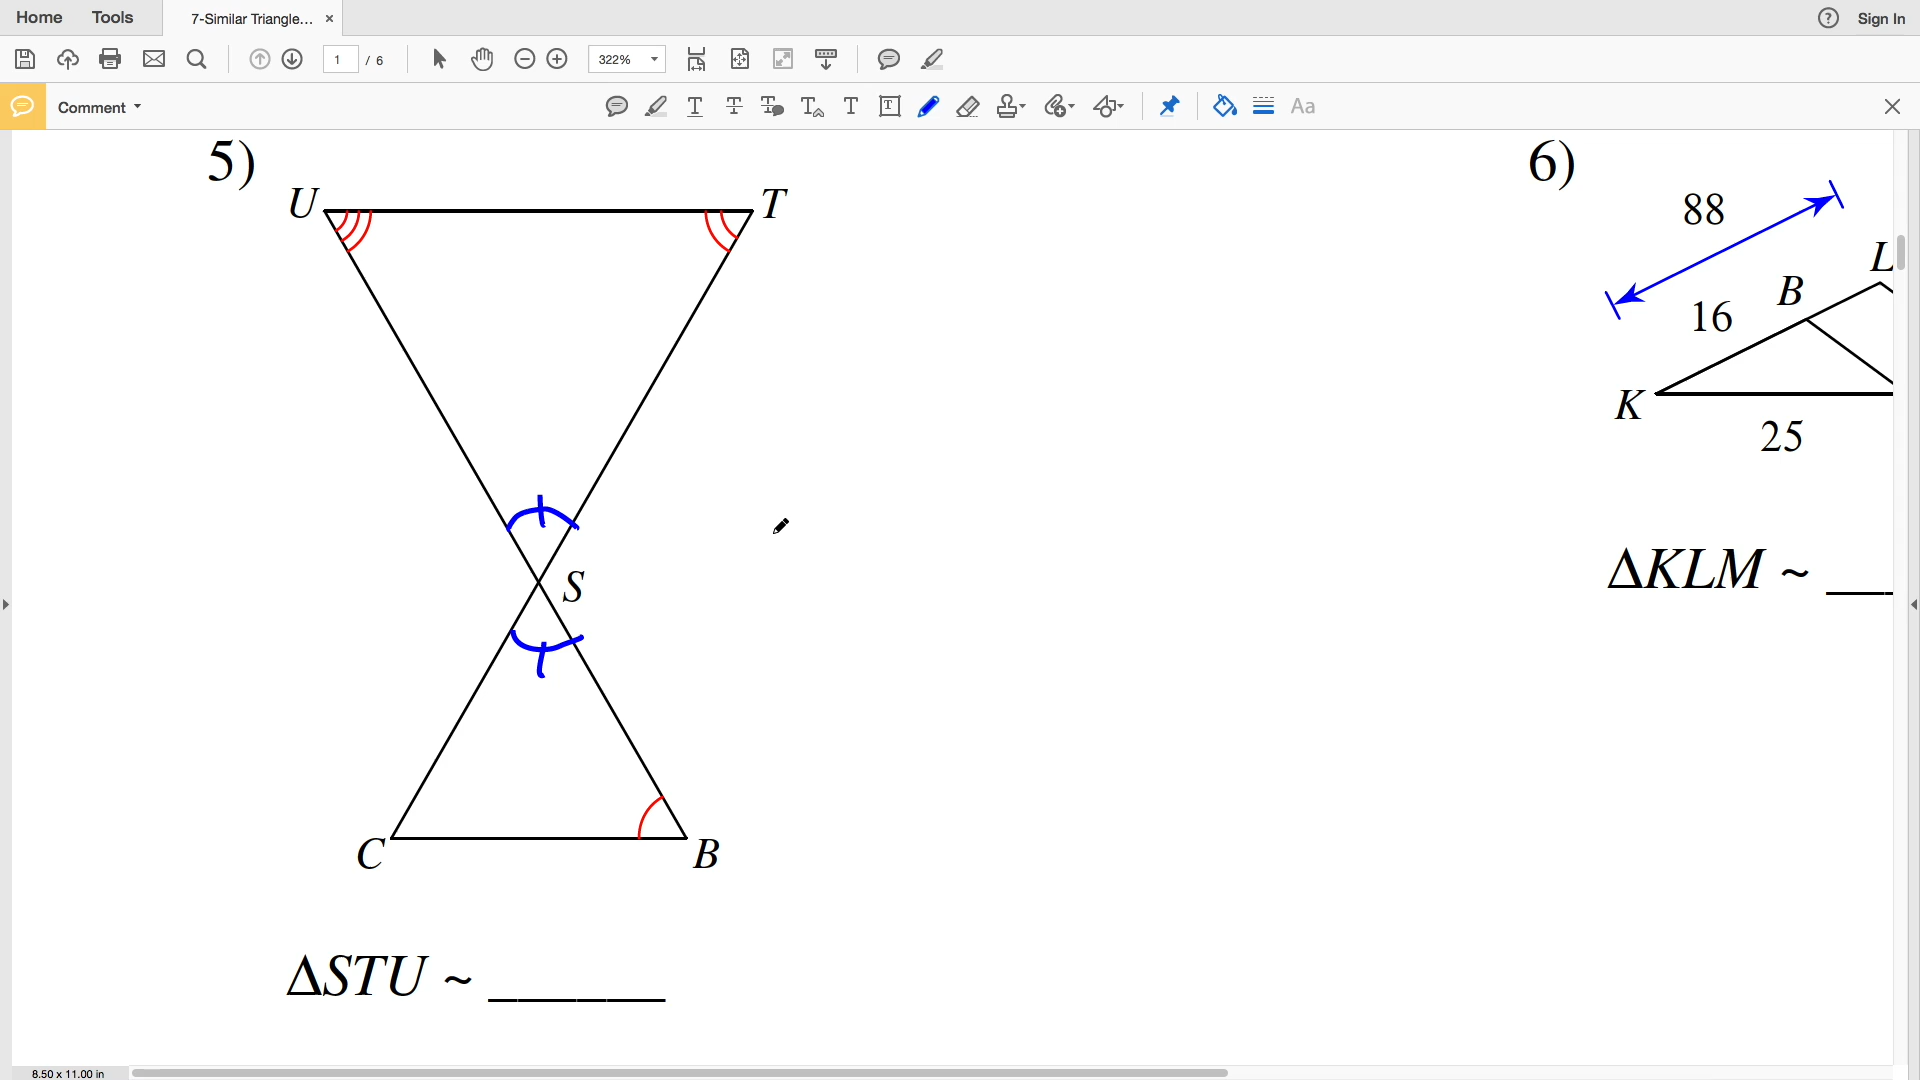 Home Tools 7-Similar Triangle... × ? Sign In
1 / 6 322%
Comment Aa
5) 6)
U T
88
L
B
16
K
25
S
ΔKLM ~ ___
C B
ΔSTU ~ ______
8.50 x 11.00 in